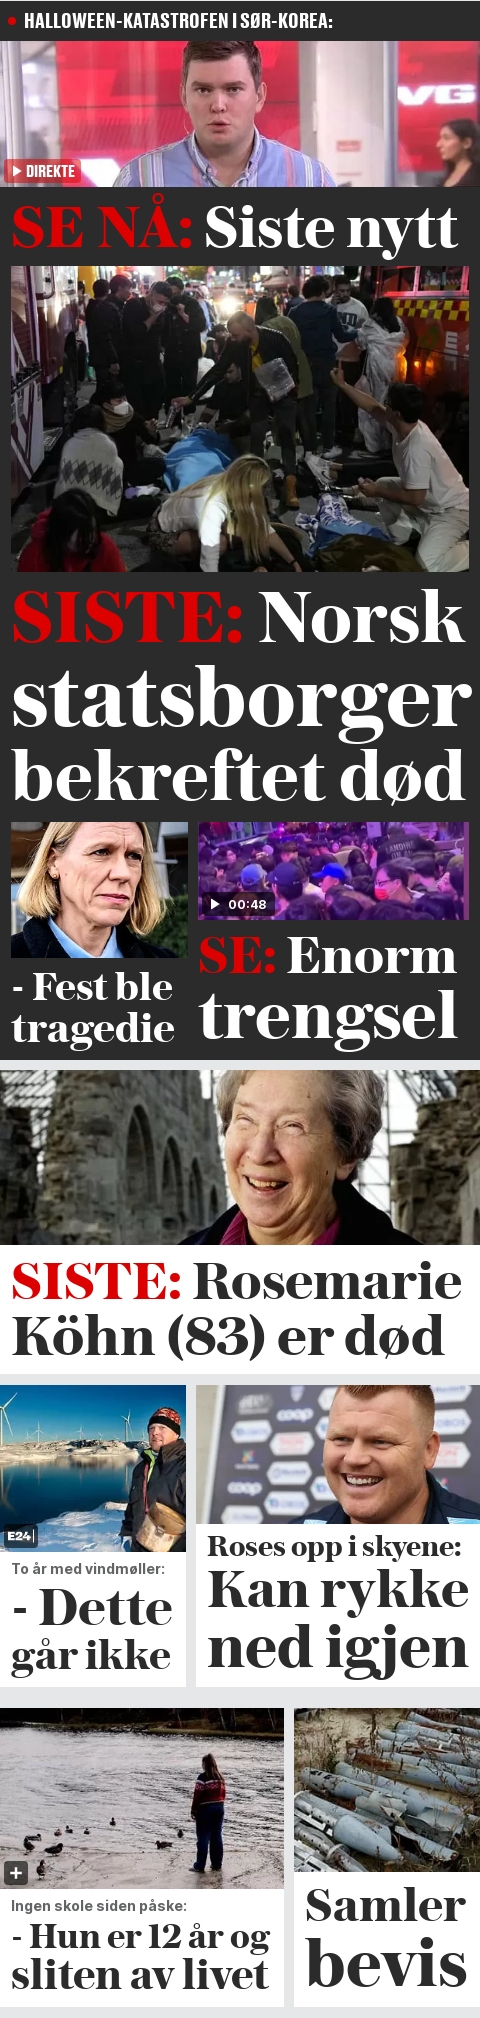 HALLOWEEN-KATASTROFEN I SØR-KOREA:
VG
DIREKTE
SE NÅ: Siste nytt
SISTE: Norsk
statsborger
bekreftet død
- Fest ble
tragedie
00:48
SE: Enorm
trengsel
SISTE: Rosemarie
Köhn (83) er død
E24
To år med vindmøller:
- Dette
går ikke
coop
Roses opp i skyene:
Kan rykke
ned igjen
Ingen skole siden påske:
- Hun er 12 år og
sliten av livet
Samler
bevis